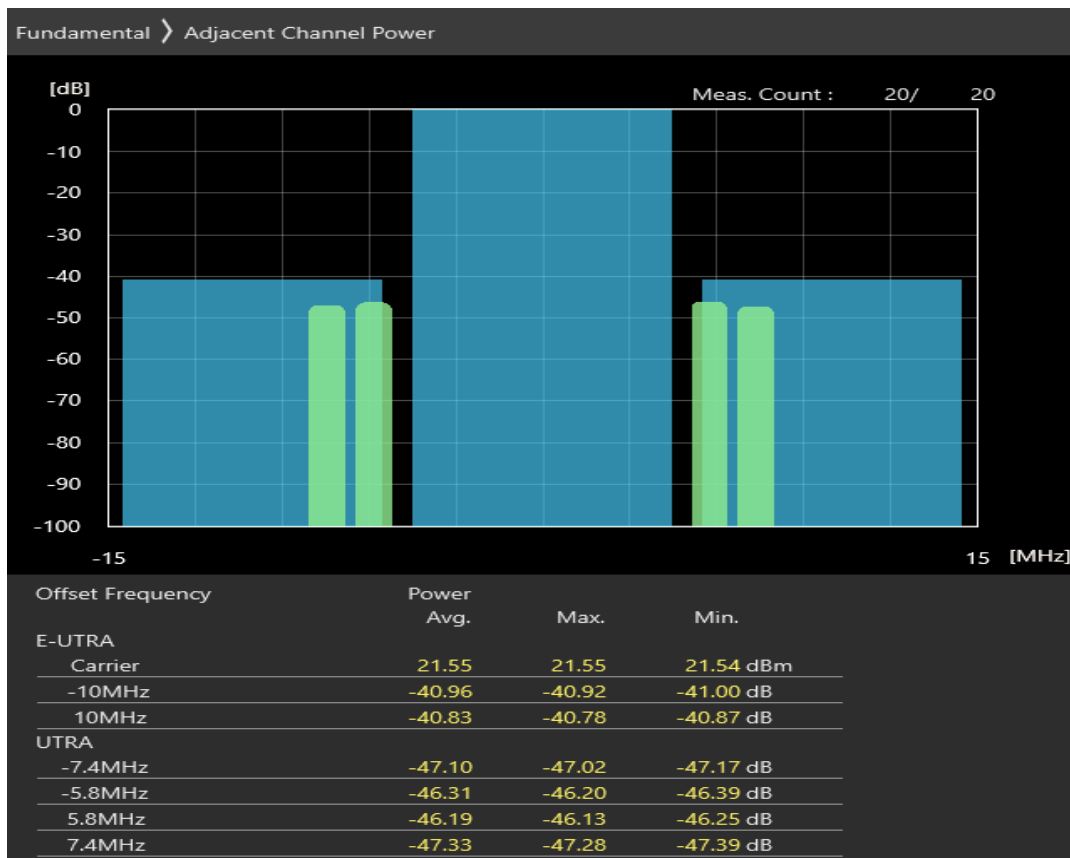 Fundamental 〉 Adjacent Channel Power
[dB]
Meas. Count : 20/ 20
0
-10
-20
-30
-40
-50
-60
-70
-80
-90
-100
-15 15 [MHz]
Offset Frequency Power
Avg. Max. Min.
E-UTRA
Carrier 21.55 21.55 21.54 dBm
-10MHz -40.96 -40.92 -41.00 dB
10MHz -40.83 -40.78 -40.87 dB
UTRA
-7.4MHz -47.10 -47.02 -47.17 dB
-5.8MHz -46.31 -46.20 -46.39 dB
5.8MHz -46.19 -46.13 -46.25 dB
7.4MHz -47.33 -47.28 -47.39 dB